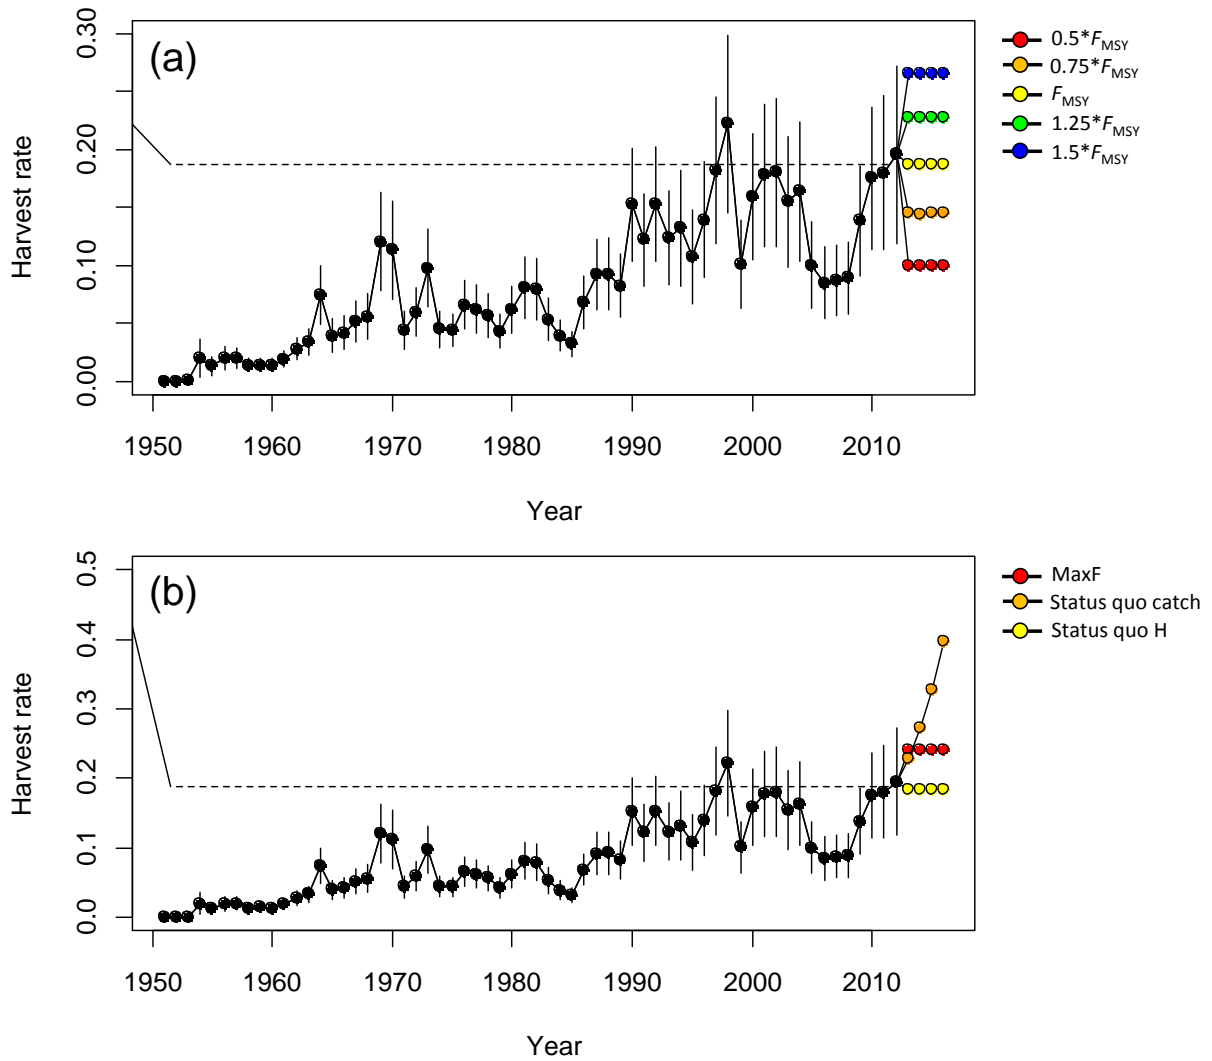 (a)
Harvest rate
0.30
0.20
0.10
0.00
1950 1960 1970 1980 1990 2000 2010
Year
0.5*FMSY
0.75*FMSY
FMSY
1.25*FMSY
1.5*FMSY
(b)
Harvest rate
0.5
0.4
0.3
0.2
0.1
0.0
1950 1960 1970 1980 1990 2000 2010
Year
MaxF
Status quo catch
Status quo H